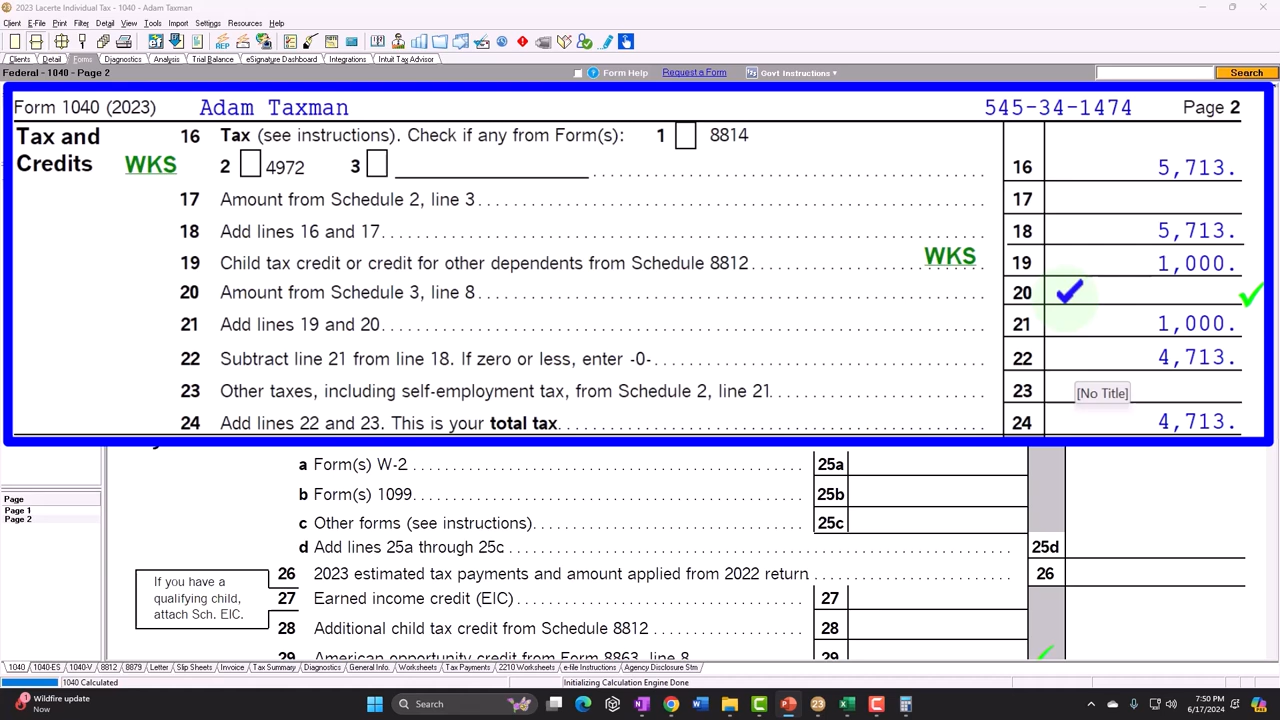 2023 Lacerte Individual Tax - 1040 - Adam Taxman
Client E-File Print Filter Detail View Tools Import Settings Resources Help
Clients Detail Forms Diagnostics Analysis Trial Balance eSignature Dashboard Integrations Intuit Tax Advisor
Federal - 1040 - Page 2 Form Help Request a Form Govt Instructions Search
Form 1040 (2023) Adam Taxman 545-34-1474 Page 2
Tax and Credits WKS
16 Tax (see instructions). Check if any from Form(s): 1 8814
2 4972 3 16 5,713.
17 Amount from Schedule 2, line 3 17
18 Add lines 16 and 17 18 5,713.
19 Child tax credit or credit for other dependents from Schedule 8812 WKS 19 1,000.
20 Amount from Schedule 3, line 8 20
21 Add lines 19 and 20 21 1,000.
22 Subtract line 21 from line 18. If zero or less, enter -0- 22 4,713.
23 Other taxes, including self-employment tax, from Schedule 2, line 21 23
[No Title]
24 Add lines 22 and 23. This is your total tax 24 4,713.
a Form(s) W-2 25a
b Form(s) 1099 25b
c Other forms (see instructions) 25c
d Add lines 25a through 25c 25d
26 2023 estimated tax payments and amount applied from 2022 return 26
If you have a
qualifying child,
attach Sch. EIC.
27 Earned income credit (EIC) 27
28 Additional child tax credit from Schedule 8812 28
29 American opportunity credit from Form 8863, line 8 29
Page
Page 1
Page 2
1040 1040-ES 1040-V 8812 8879 Letter Slip Sheets Invoice Tax Summary Diagnostics General Info. Worksheets Tax Payments 2210 Worksheets e-file Instructions Agency Disclosure Stm
1040 Calculated Initializing Calculation Engine Done
Wildfire update
Now
Search
7:50 PM
6/17/2024